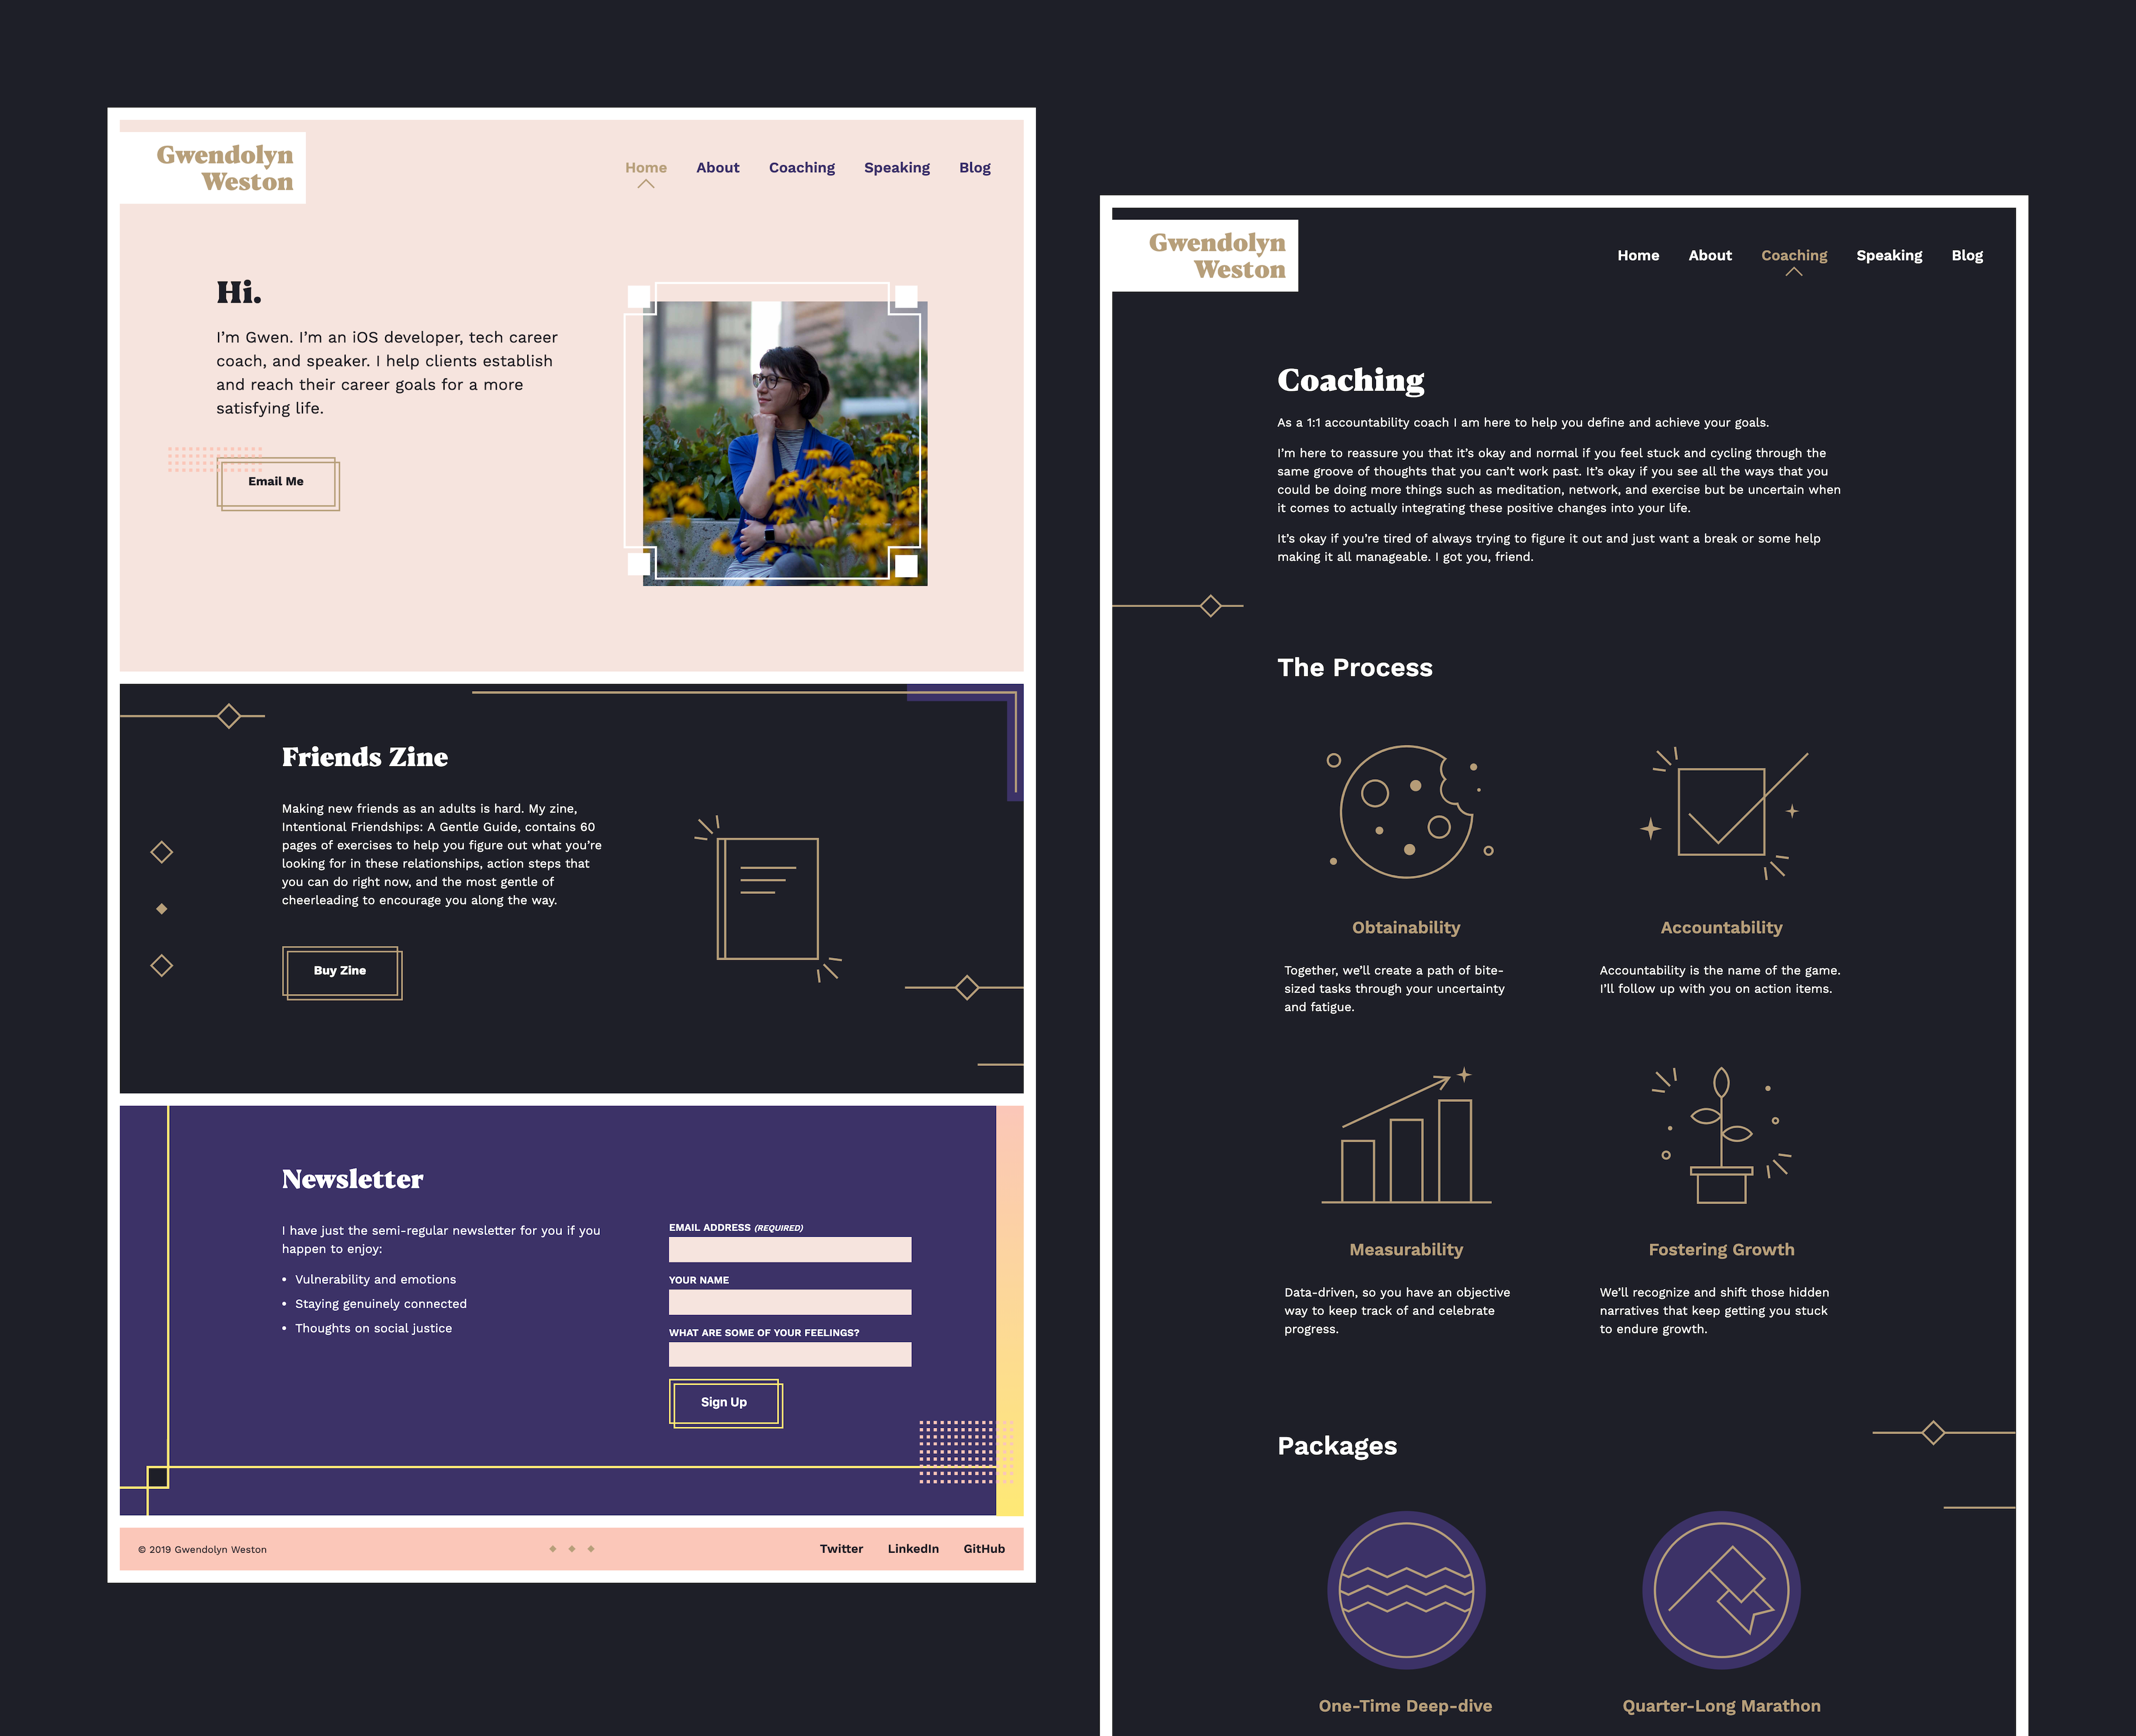 Gwendolyn
Weston
Home About Coaching Speaking Blog
Hi.
I’m Gwen. I’m an iOS developer, tech career
coach, and speaker. I help clients establish
and reach their career goals for a more
satisfying life.
Email Me
Friends Zine
Making new friends as an adults is hard. My zine,
Intentional Friendships: A Gentle Guide, contains 60
pages of exercises to help you figure out what you’re
looking for in these relationships, action steps that
you can do right now, and the most gentle of
cheerleading to encourage you along the way.
Buy Zine
Newsletter
I have just the semi-regular newsletter for you if you
happen to enjoy:
• Vulnerability and emotions
• Staying genuinely connected
• Thoughts on social justice
EMAIL ADDRESS (REQUIRED)
YOUR NAME
WHAT ARE SOME OF YOUR FEELINGS?
Sign Up
© 2019 Gwendolyn Weston
Twitter LinkedIn GitHub
Gwendolyn
Weston
Home About Coaching Speaking Blog
Coaching
As a 1:1 accountability coach I am here to help you define and achieve your goals.
I’m here to reassure you that it’s okay and normal if you feel stuck and cycling through the
same groove of thoughts that you can’t work past. It’s okay if you see all the ways that you
could be doing more things such as meditation, network, and exercise but be uncertain when
it comes to actually integrating these positive changes into your life.
It’s okay if you’re tired of always trying to figure it out and just want a break or some help
making it all manageable. I got you, friend.
The Process
Obtainability
Together, we’ll create a path of bite-
sized tasks through your uncertainty
and fatigue.
Accountability
Accountability is the name of the game.
I’ll follow up with you on action items.
Measurability
Data-driven, so you have an objective
way to keep track of and celebrate
progress.
Fostering Growth
We’ll recognize and shift those hidden
narratives that keep getting you stuck
to endure growth.
Packages
One-Time Deep-dive
Quarter-Long Marathon